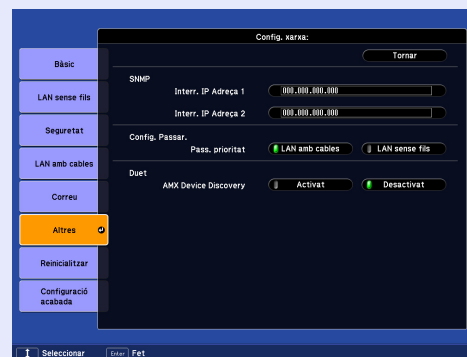 Config. xarxa:
Tornar
Bàsic
LAN sense fils
Seguretat
LAN amb cables
Correu
Altres
Reinicialitzar
Configuració
acabada
SNMP
Interr. IP Adreça 1 000.000.000.000
Interr. IP Adreça 2 000.000.000.000
Config. Passar.
Pass. prioritat LAN amb cables LAN sense fils
Duet
AMX Device Discovery Activat Desactivat
Seleccionar Enter Fet